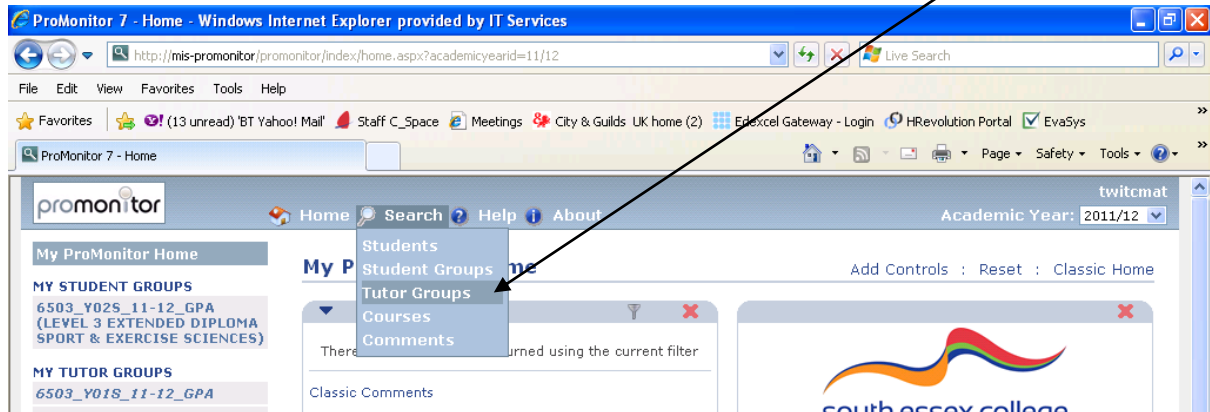 ProMonitor 7 - Home - Windows Internet Explorer provided by IT Services
http://mis-promonitor/promonitor/index/home.aspx?academicyearid=11/12
Live Search
File Edit View Favorites Tools Help
Favorites (13 unread) 'BT Yahoo! Mail' Staff C_Space Meetings City & Guilds UK home (2) Edexcel Gateway - Login HRevolution Portal EvaSys »
ProMonitor 7 - Home Page Safety Tools »
promonitor
twitcmat
Home Search Help About
Academic Year: 2011/12
Students
Student Groups
Tutor Groups
Courses
Comments
My ProMonitor Home
MY STUDENT GROUPS
6503_Y02S_11-12_GPA
(LEVEL 3 EXTENDED DIPLOMA
SPORT & EXERCISE SCIENCES)
MY TUTOR GROUPS
6503_Y01S_11-12_GPA
My P me
Add Controls : Reset : Classic Home
There urned using the current filter
Classic Comments
south essex college